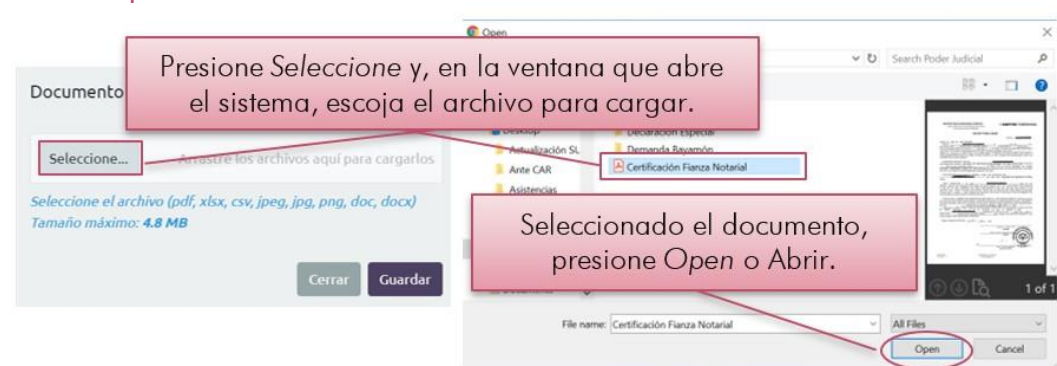 Open
Presione Seleccione y, en la ventana que abre
el sistema, escoja el archivo para cargar.
Search Poder Judicial
Documento
Desktop
Declaración Especial
Actualización SL
Demanda Bayamón
Seleccione...
Arrastre los archivos aquí para cargarlos
Ante CAR
Certificación Fianza Notarial
Asistencias
Seleccione el archivo (pdf, xlsx, csv, jpeg, jpg, png, doc, docx)
Tamaño máximo: 4.8 MB
Seleccionado el documento,
presione Open o Abrir.
Cerrar
Guardar
1 of 1
File name:
Certificación Fianza Notarial
All Files
Open
Cancel